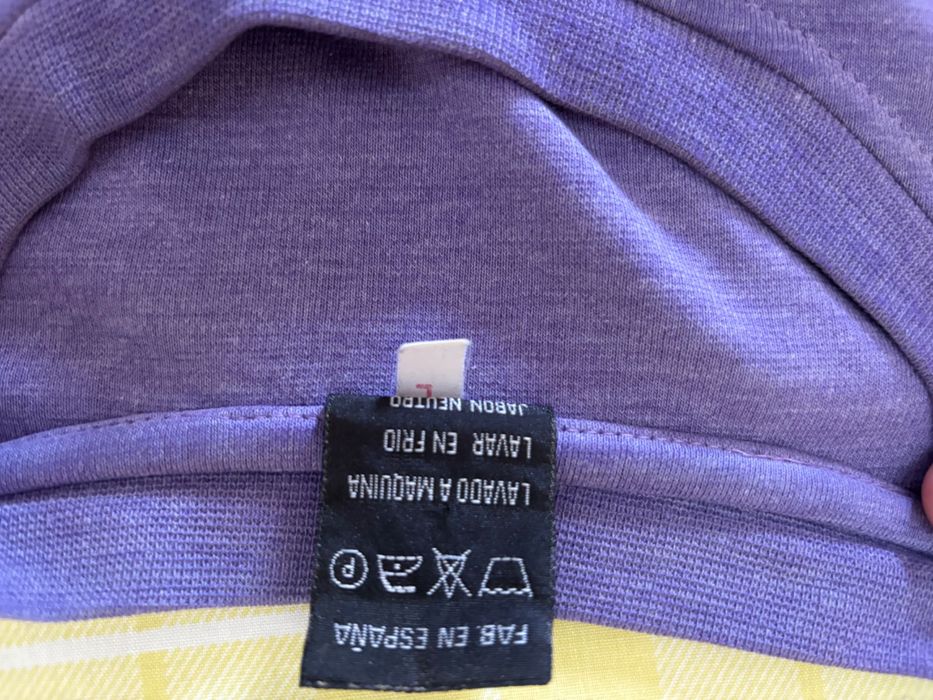 FAB. EN ESPAÑA
P
LAVADO A MAQUINA
LAVAR EN FRIO
JABON NEUTRO
L